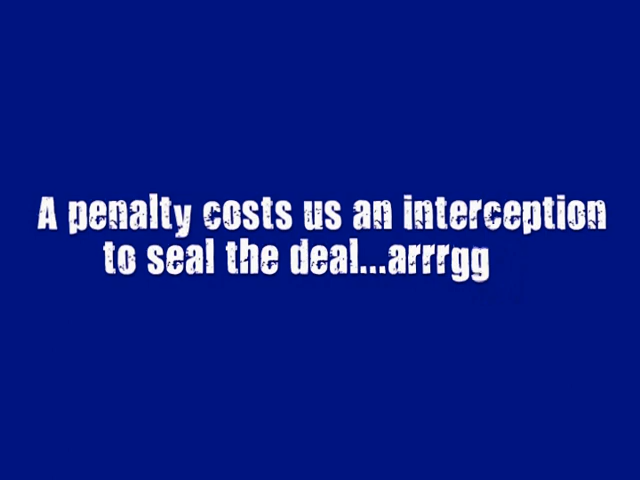 A penalty costs us an interception
to seal the deal...arrrgg